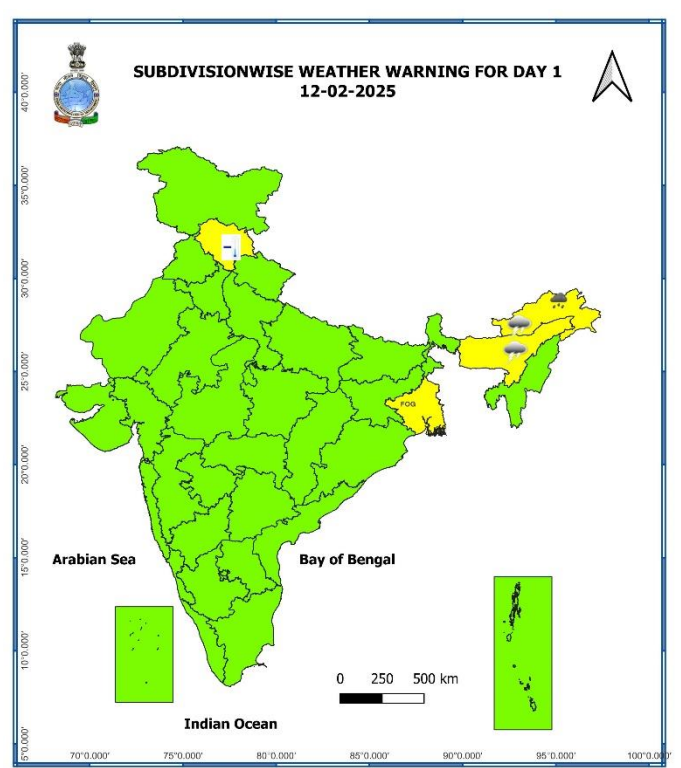 SUBDIVISIONWISE WEATHER WARNING FOR DAY 1
12-02-2025
40°0.000'
35°0.000'
30°0.000'
25°0.000'
20°0.000'
15°0.000'
10°0.000'
5°0.000'
FOG
Arabian Sea
Bay of Bengal
0 250 500 km
Indian Ocean
70°0.000' 75°0.000' 80°0.000' 85°0.000' 90°0.000' 95°0.000' 100°0.000'